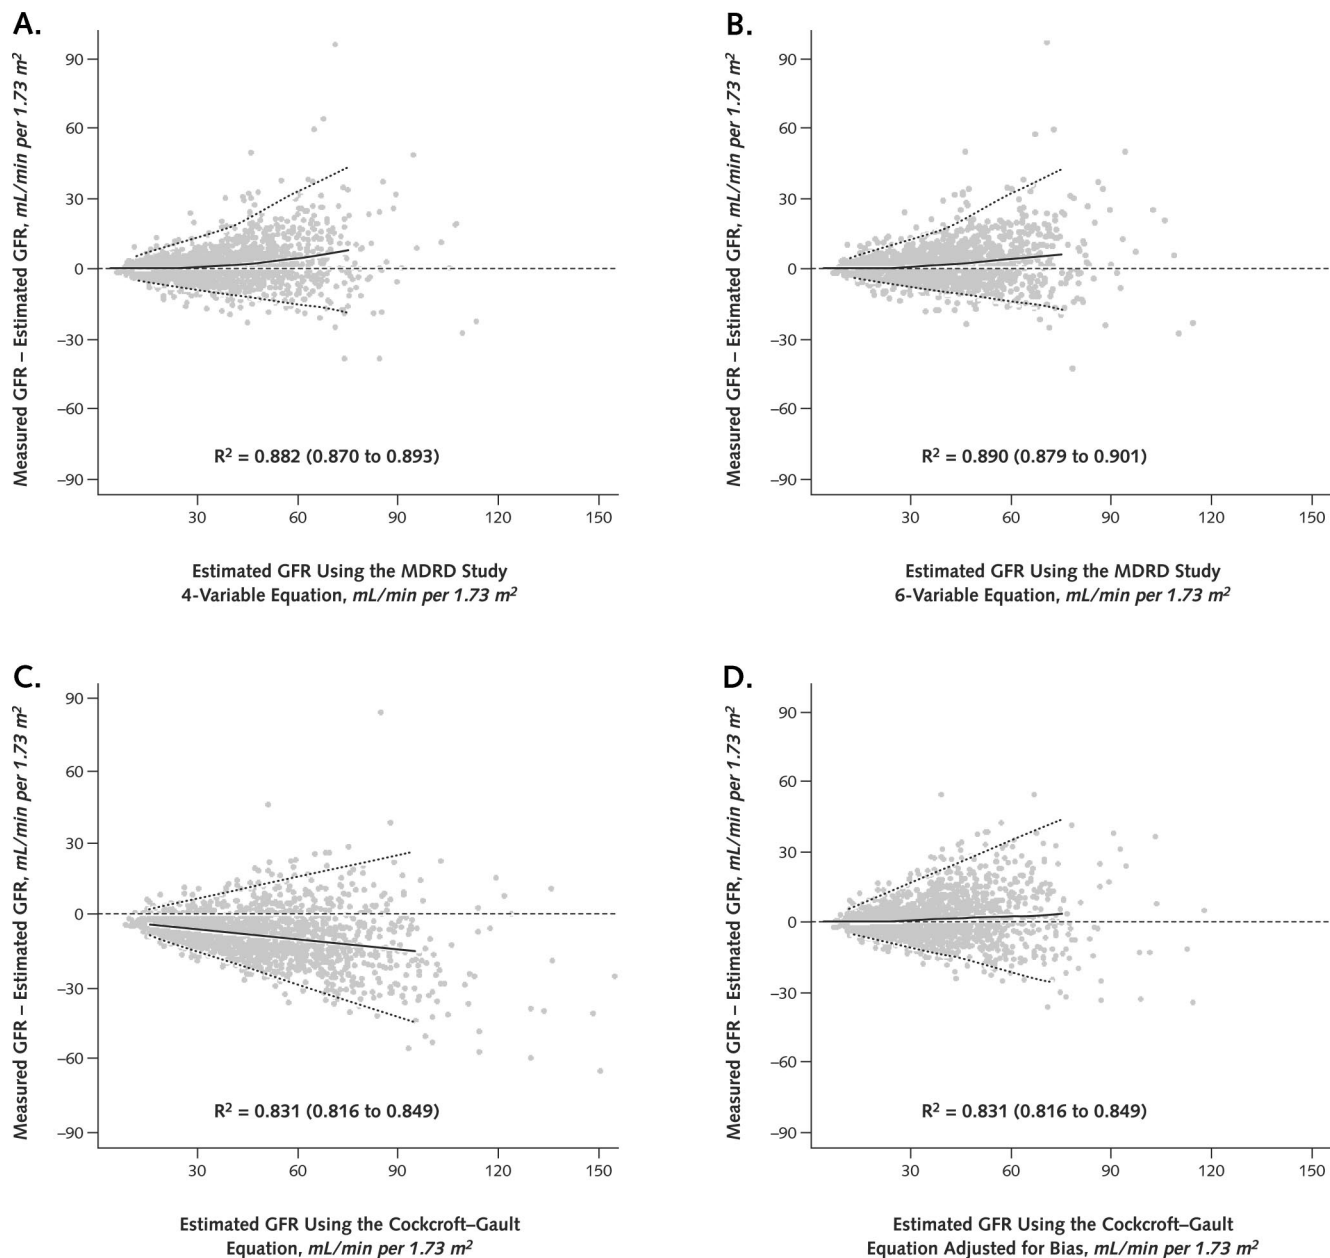 A.
Measured GFR – Estimated GFR, mL/min per 1.73 m²
90
60
30
0
–30
–60
–90
R² = 0.882 (0.870 to 0.893)
30 60 90 120 150
Estimated GFR Using the MDRD Study
4-Variable Equation, mL/min per 1.73 m²
B.
Measured GFR – Estimated GFR, mL/min per 1.73 m²
90
60
30
0
–30
–60
–90
R² = 0.890 (0.879 to 0.901)
30 60 90 120 150
Estimated GFR Using the MDRD Study
6-Variable Equation, mL/min per 1.73 m²
C.
Measured GFR – Estimated GFR, mL/min per 1.73 m²
90
60
30
0
–30
–60
–90
R² = 0.831 (0.816 to 0.849)
30 60 90 120 150
Estimated GFR Using the Cockcroft–Gault
Equation, mL/min per 1.73 m²
D.
Measured GFR – Estimated GFR, mL/min per 1.73 m²
90
60
30
0
–30
–60
–90
R² = 0.831 (0.816 to 0.849)
30 60 90 120 150
Estimated GFR Using the Cockcroft–Gault
Equation Adjusted for Bias, mL/min per 1.73 m²